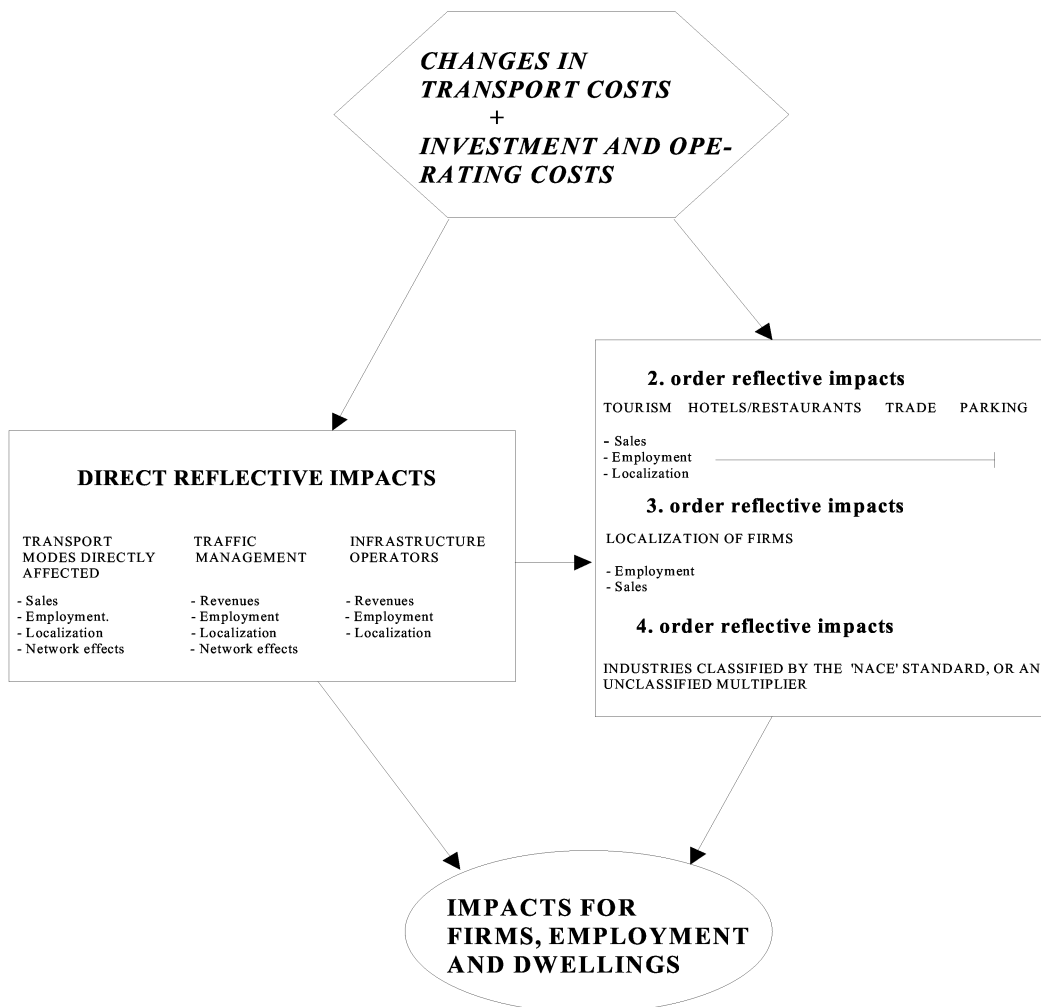 CHANGES IN
TRANSPORT COSTS
+
INVESTMENT AND OPE-
RATING COSTS
DIRECT REFLECTIVE IMPACTS
TRANSPORT
MODES DIRECTLY
AFFECTED
- Sales
- Employment.
- Localization
- Network effects
TRAFFIC
MANAGEMENT
- Revenues
- Employment
- Localization
- Network effects
INFRASTRUCTURE
OPERATORS
- Revenues
- Employment
- Localization
2. order reflective impacts
TOURISM HOTELS/RESTAURANTS TRADE PARKING
- Sales
- Employment
- Localization
3. order reflective impacts
LOCALIZATION OF FIRMS
- Employment
- Sales
4. order reflective impacts
INDUSTRIES CLASSIFIED BY THE 'NACE' STANDARD, OR AN
UNCLASSIFIED MULTIPLIER
IMPACTS FOR
FIRMS, EMPLOYMENT
AND DWELLINGS